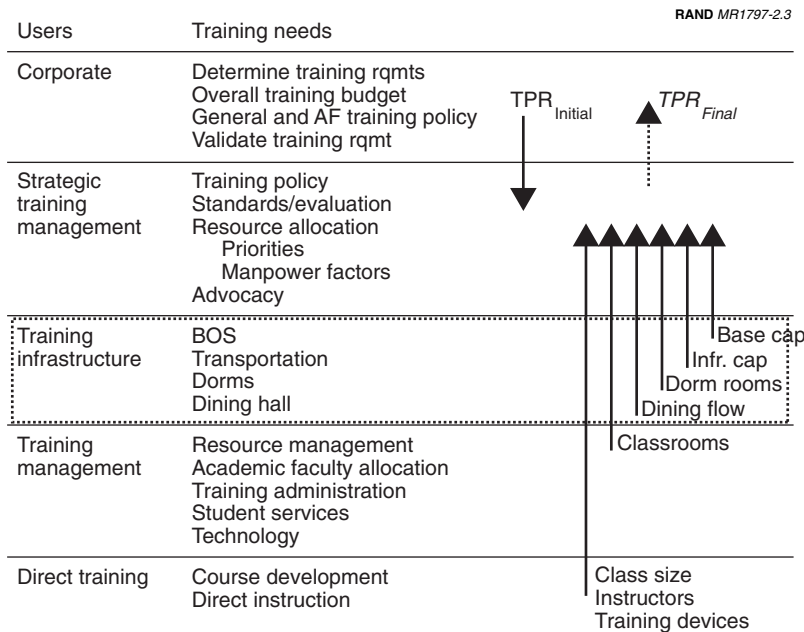 RAND MR1797-2.3
Users Training needs
Corporate Determine training rqmts
Overall training budget
General and AF training policy
Validate training rqmt
TPR Initial
TPR Final
Strategic training management
Training policy
Standards/evaluation
Resource allocation
Priorities
Manpower factors
Advocacy
Training infrastructure
BOS
Transportation
Dorms
Dining hall
Base cap
Infr. cap
Dorm rooms
Dining flow
Training management
Resource management
Academic faculty allocation
Training administration
Student services
Technology
Classrooms
Direct training
Course development
Direct instruction
Class size
Instructors
Training devices